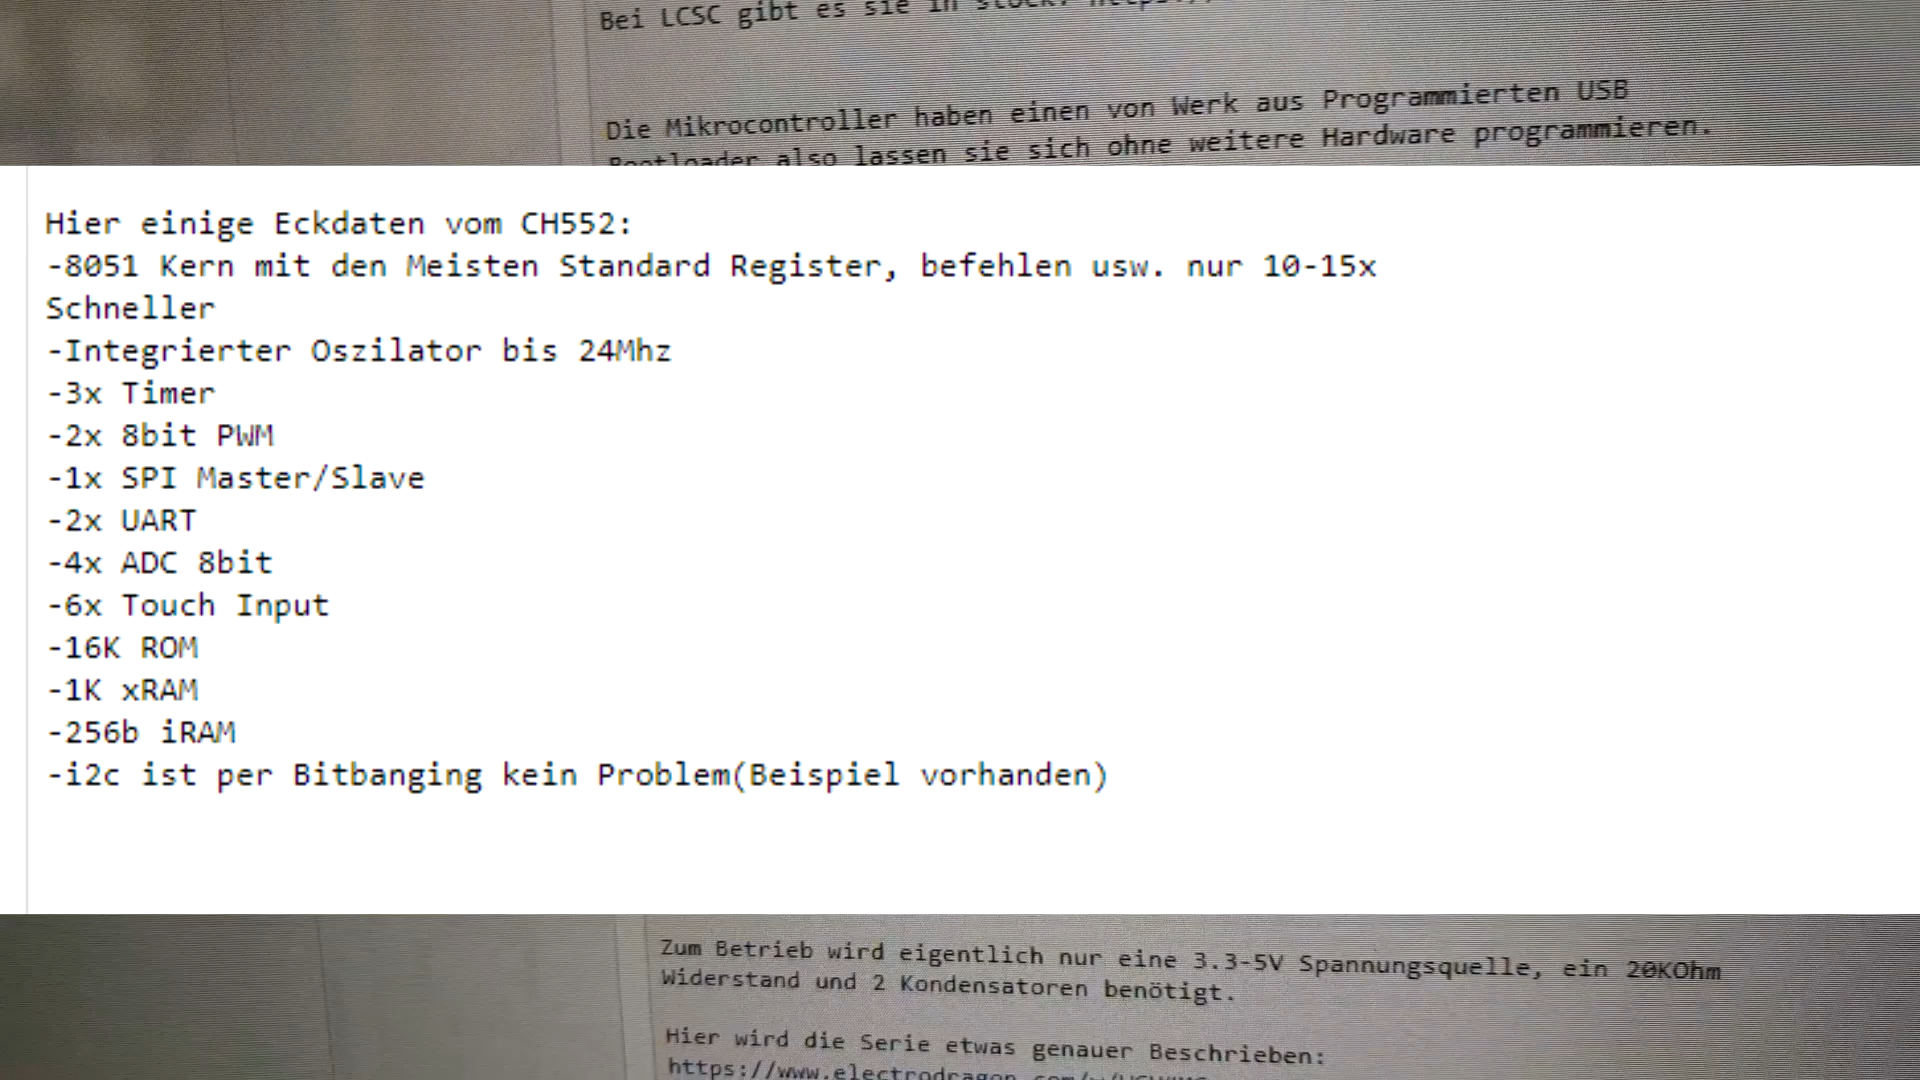 Bei LCSC gibt es sie in stock.
Die Mikrocontroller haben einen von Werk aus Programmierten USB
Bootloader also lassen sie sich ohne weitere Hardware programmieren.
Hier einige Eckdaten vom CH552:
-8051 Kern mit den Meisten Standard Register, befehlen usw. nur 10-15x
Schneller
-Integrierter Oszilator bis 24Mhz
-3x Timer
-2x 8bit PWM
-1x SPI Master/Slave
-2x UART
-4x ADC 8bit
-6x Touch Input
-16K ROM
-1K xRAM
-256b iRAM
-i2c ist per Bitbanging kein Problem(Beispiel vorhanden)
Zum Betrieb wird eigentlich nur eine 3.3-5V Spannungsquelle, ein 20KOhm
Widerstand und 2 Kondensatoren benötigt.
Hier wird die Serie etwas genauer Beschrieben: